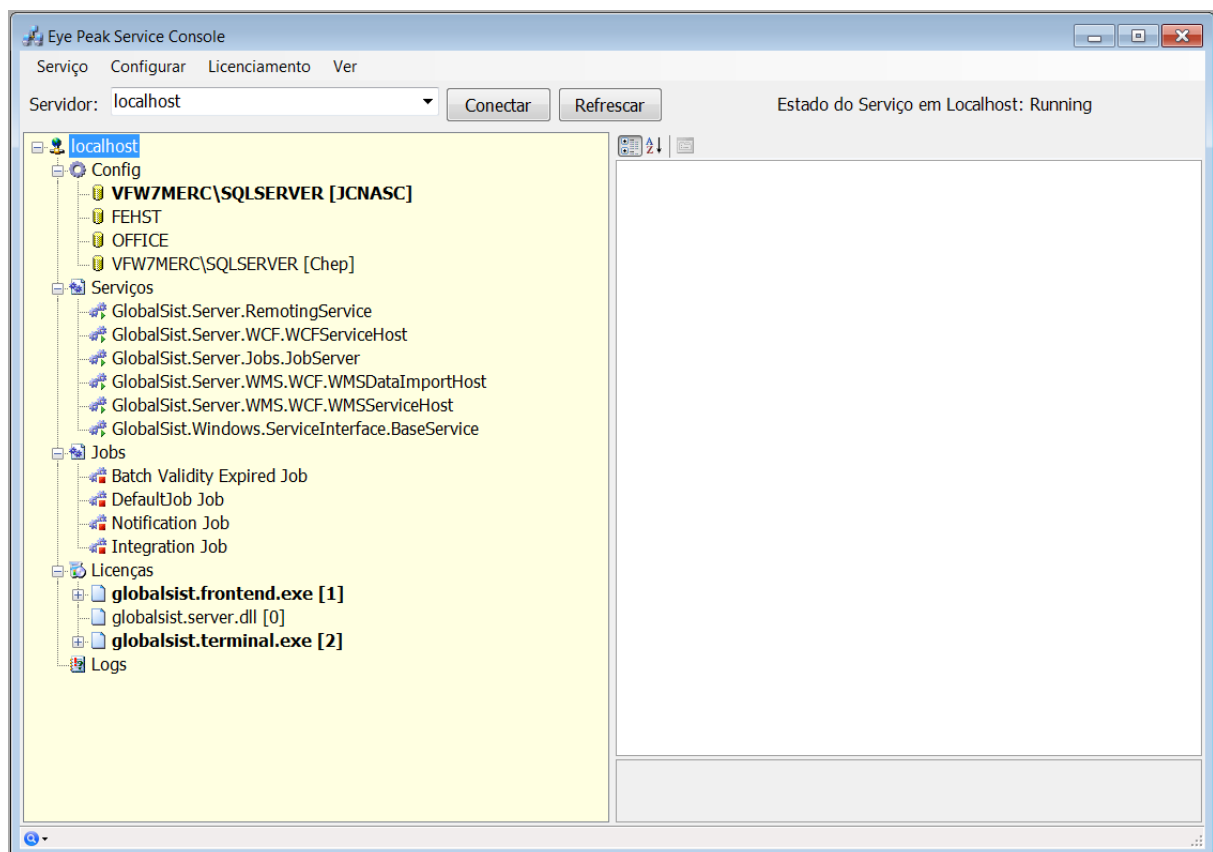 Eye Peak Service Console
Serviço Configurar Licenciamento Ver
Servidor: localhost Conectar Refrescar Estado do Serviço em Localhost: Running
localhost
Config
VFW7MERC\SQLSERVER [JCNASC]
FEHST
OFFICE
VFW7MERC\SQLSERVER [Chep]
Serviços
GlobalSist.Server.RemotingService
GlobalSist.Server.WCF.WCFServiceHost
GlobalSist.Server.Jobs.JobServer
GlobalSist.Server.WMS.WCF.WMSDataImportHost
GlobalSist.Server.WMS.WCF.WMSServiceHost
GlobalSist.Windows.ServiceInterface.BaseService
Jobs
Batch Validity Expired Job
DefaultJob Job
Notification Job
Integration Job
Licenças
globalsist.frontend.exe [1]
globalsist.server.dll [0]
globalsist.terminal.exe [2]
Logs